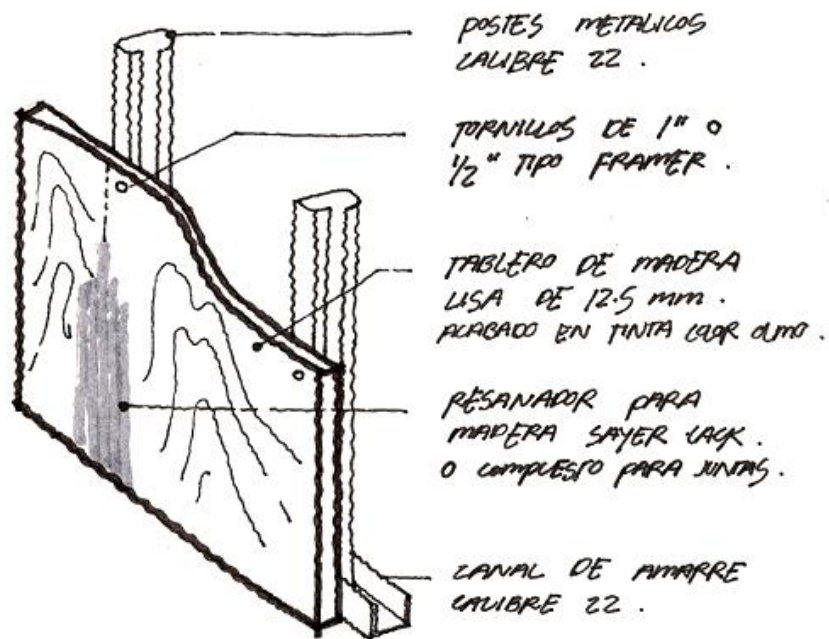 POSTES METALICOS
CALIBRE 22 .
TORNILLOS DE 1" O
1/2" TIPO FRAMER .
TABLERO DE MADERA
LISA DE 12.5 mm .
ACABADO EN TINTA COLOR OLMO .
RESANADOR PARA
MADERA SAYER LACK .
O COMPUESTO PARA JUNTAS .
CANAL DE AMARRE
CALIBRE 22 .